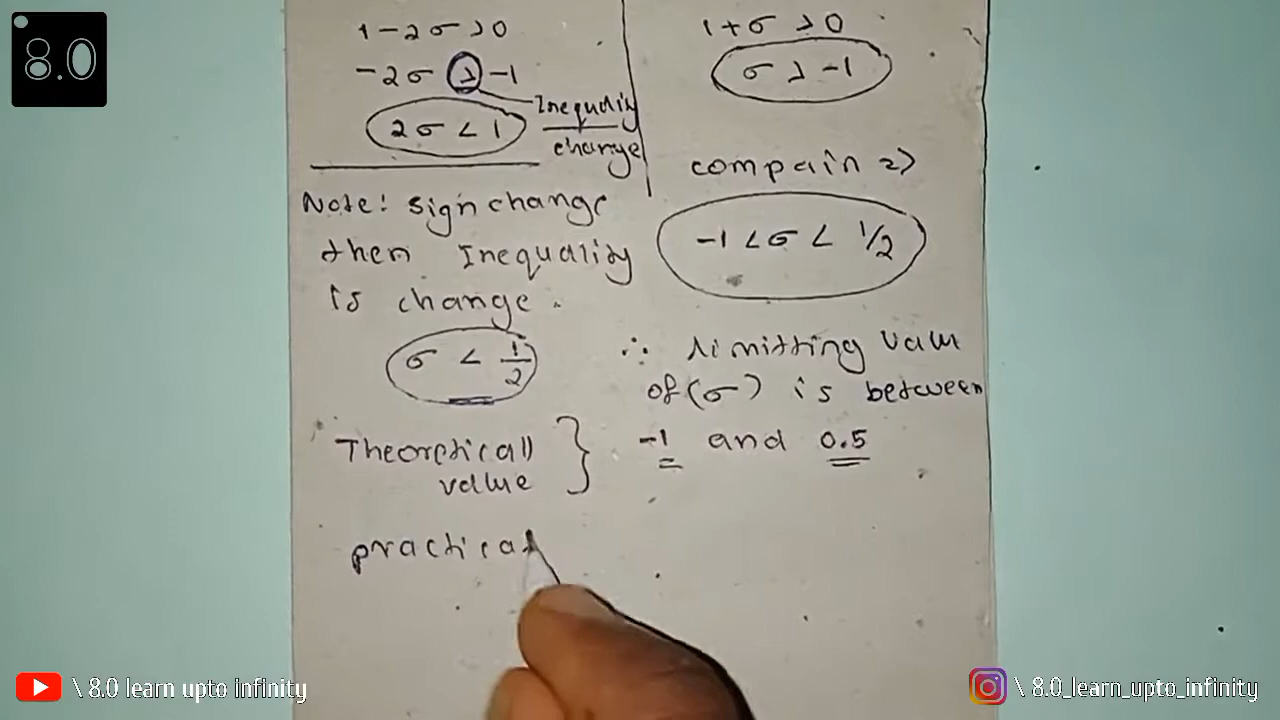 8.0
1 - 2σ > 0
-2σ > -1
Inequality
change
2σ < 1
Note! sign change
then Inequality
is change.
σ < 1/2
Theoretical
value
1 + σ > 0
σ > -1
compain =>
-1 < σ < 1/2
∴ limitting value
of (σ) is between
-1 and 0.5
practical
\ 8.0 learn upto infinity
\ 8.0_learn_upto_infinity